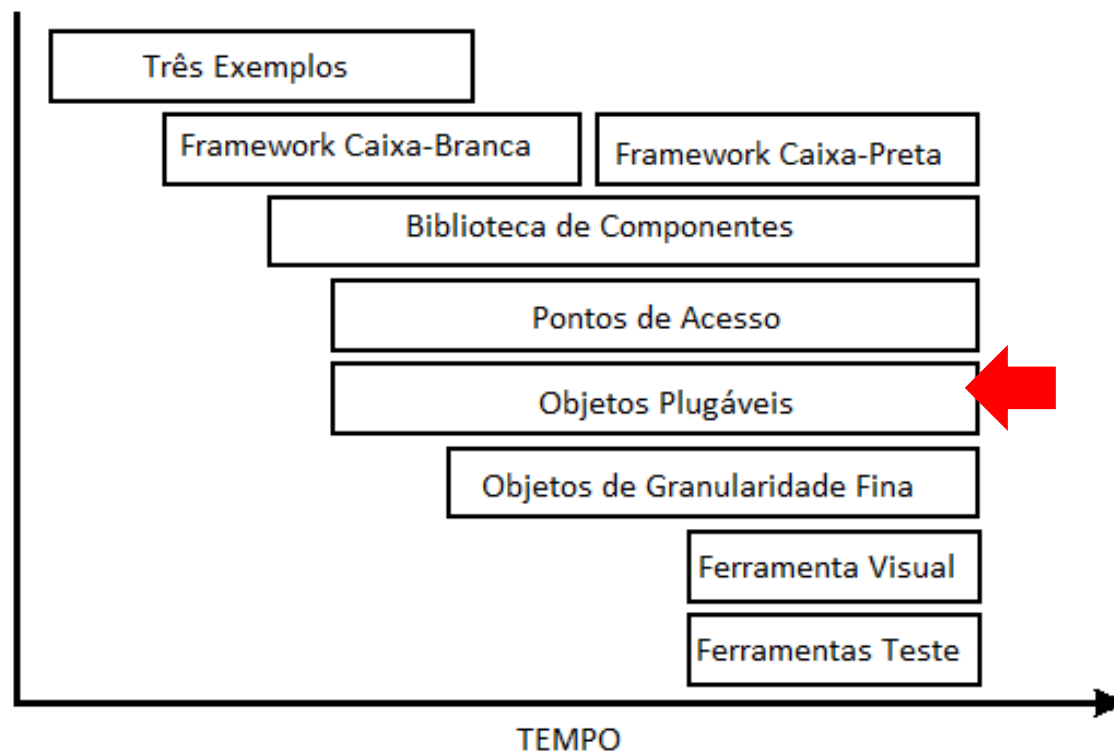 Três Exemplos
Framework Caixa-Branca
Framework Caixa-Preta
Biblioteca de Componentes
Pontos de Acesso
Objetos Plugáveis
Objetos de Granularidade Fina
Ferramenta Visual
Ferramentas Teste
TEMPO